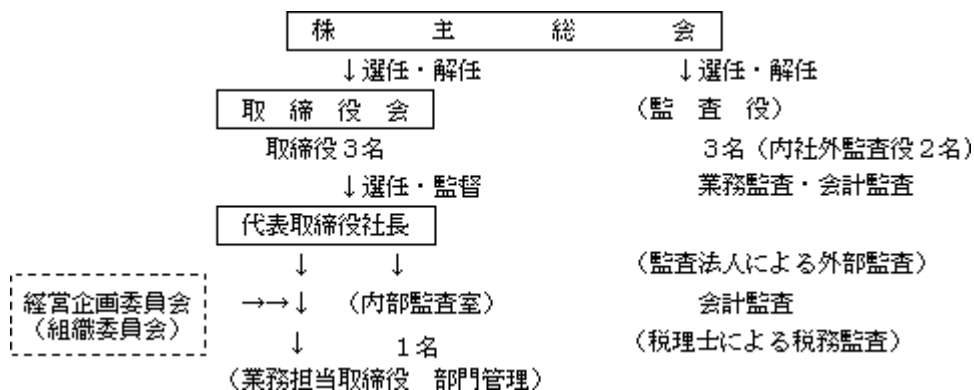 株主総会
↓選任・解任 ↓選任・解任
取締役会 （監査役）
取締役３名 ３名（内社外監査役２名）
↓選任・監督 業務監査・会計監査
代表取締役社長
↓ ↓ （監査法人による外部監査）
経営企画委員会 →→↓ （内部監査室） 会計監査
（組織委員会） ↓ １名 （税理士による税務監査）
（業務担当取締役 部門管理）